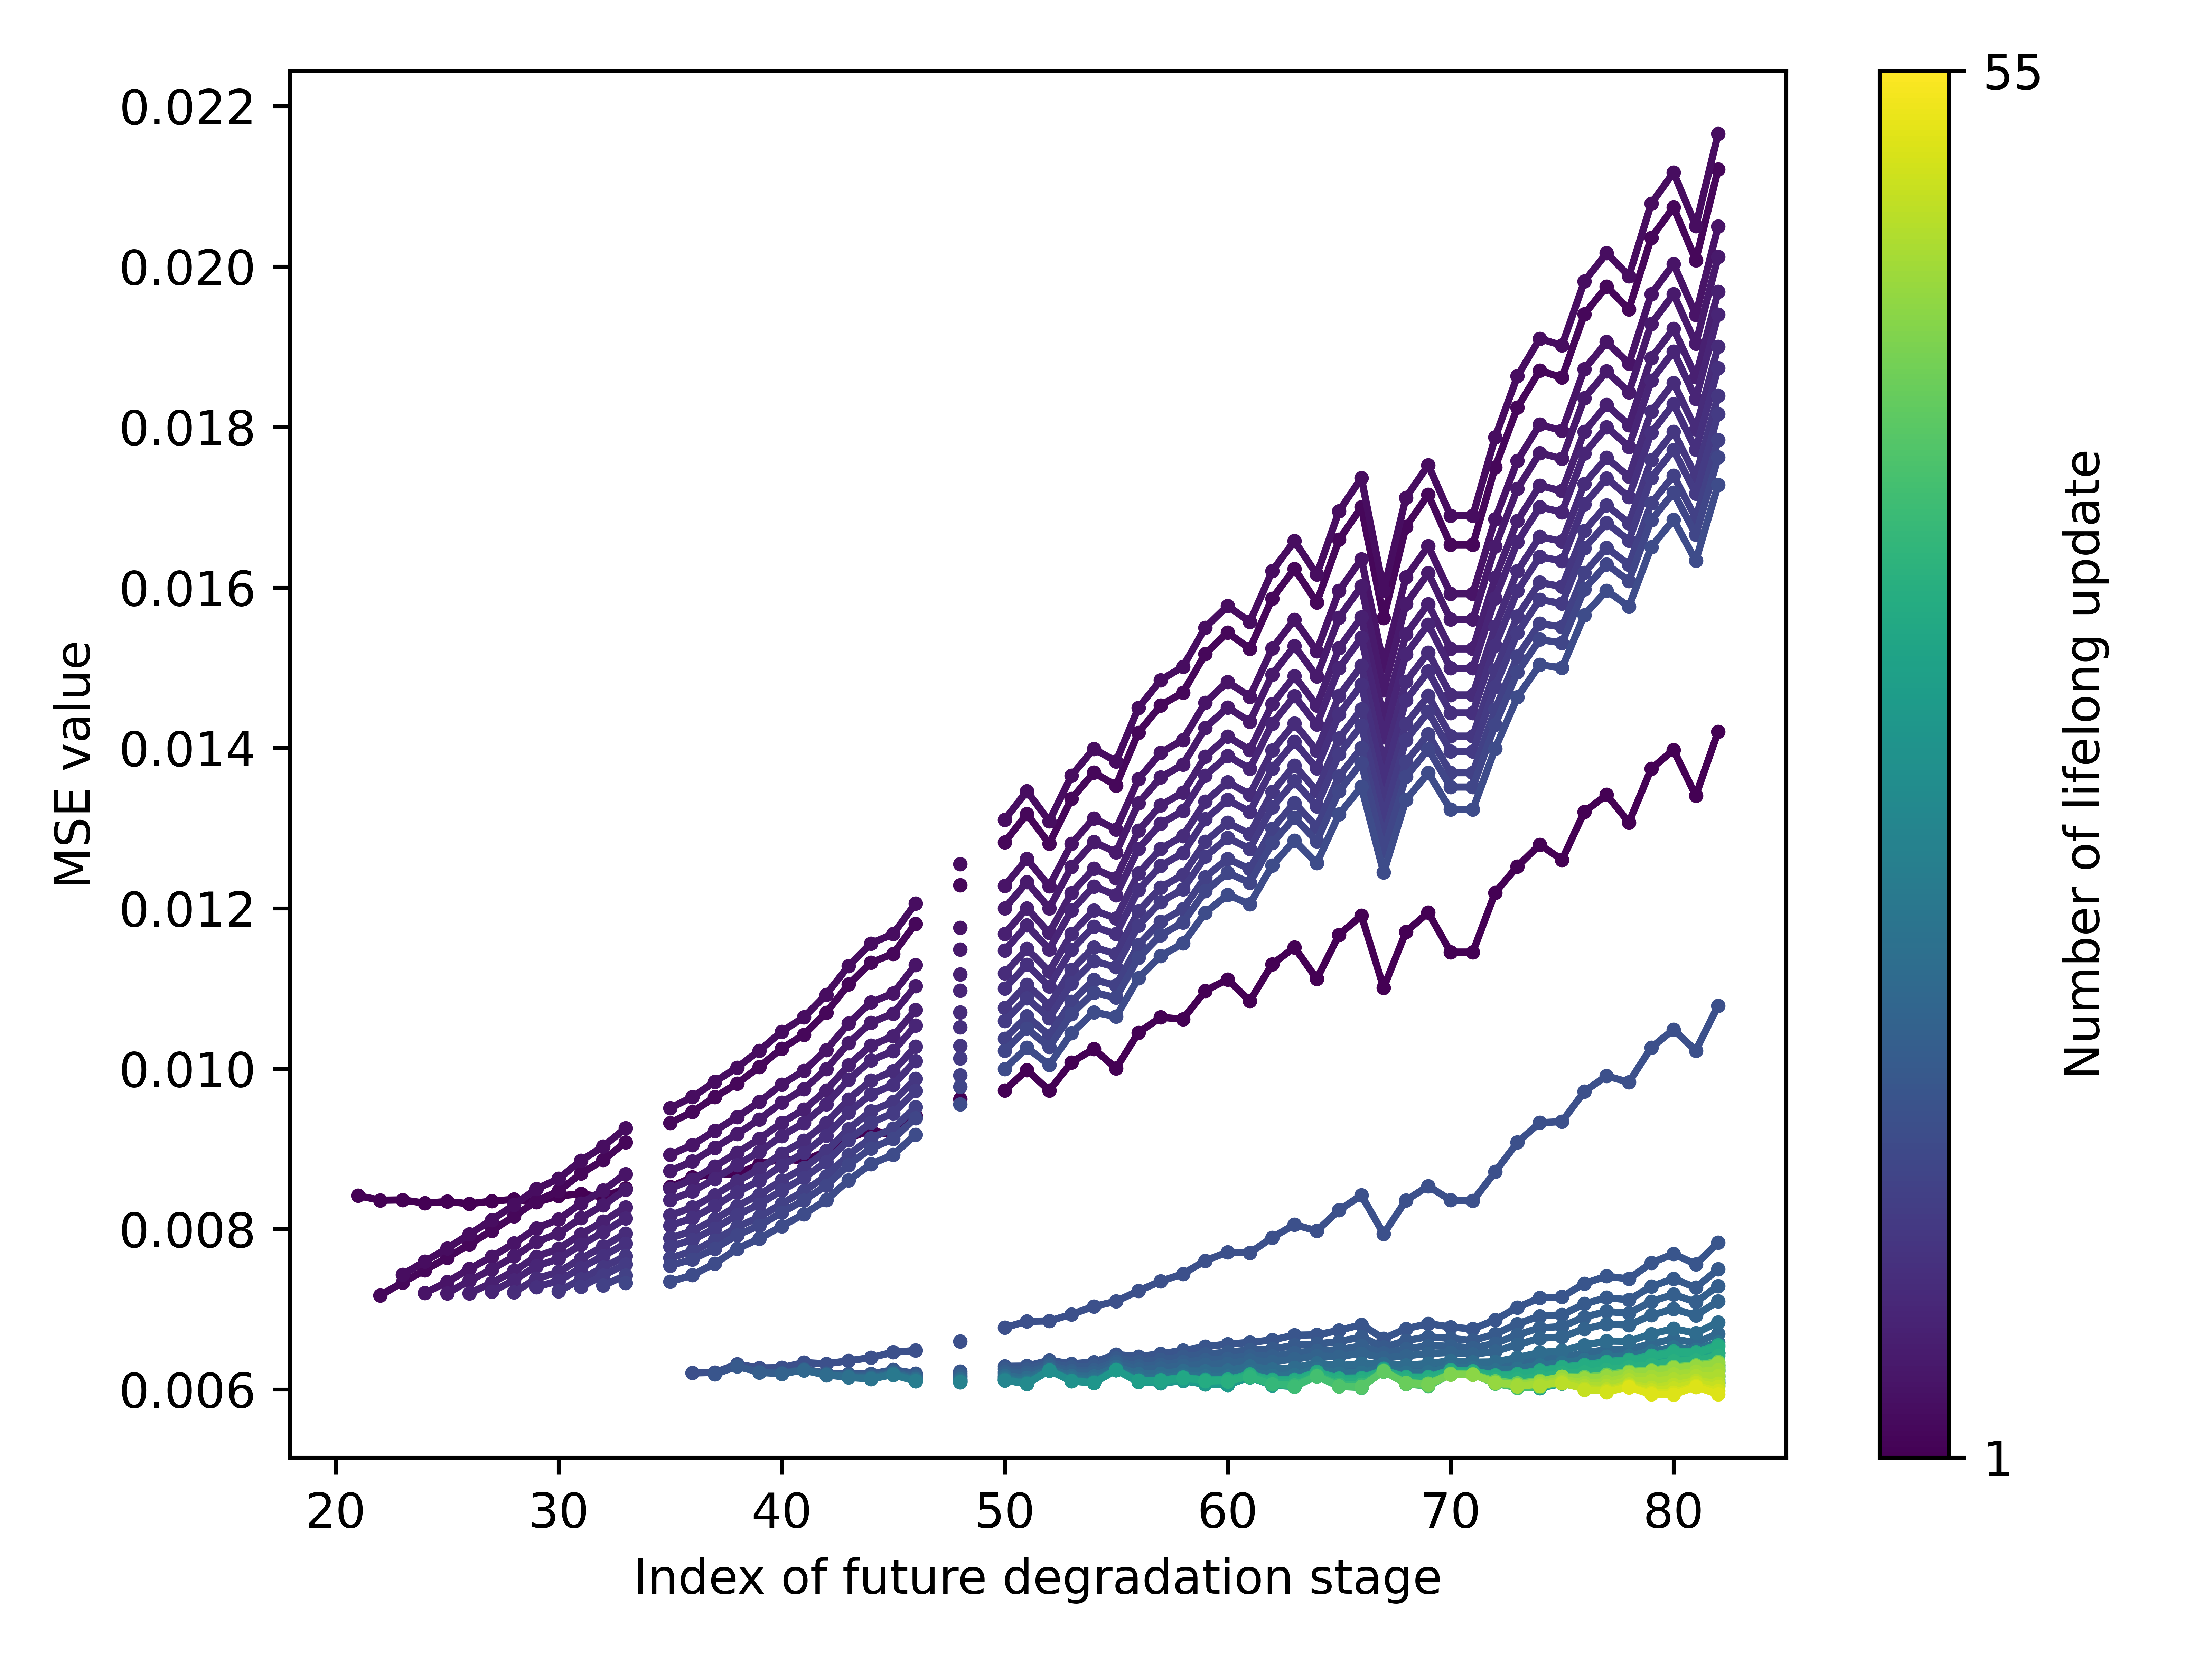 0.022
0.020
0.018
0.016
0.014
0.012
0.010
0.008
0.006
MSE value
20 30 40 50 60 70 80
Index of future degradation stage
55
1
Number of lifelong update